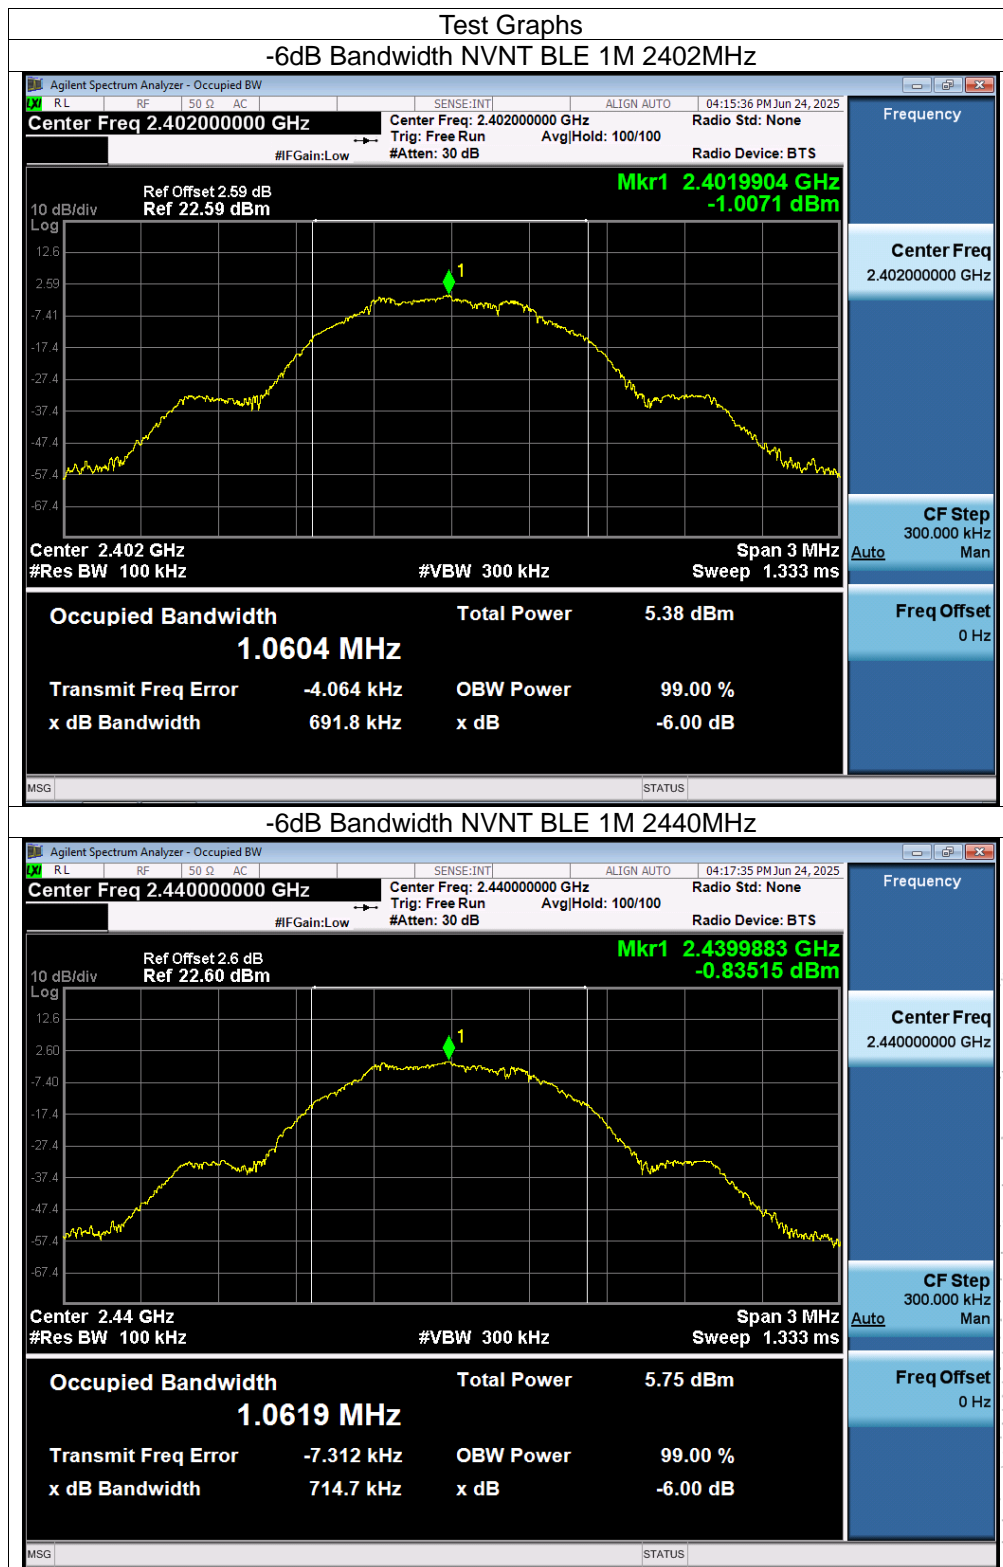 Test Graphs
-6dB Bandwidth NVNT BLE 1M 2402MHz
Agilent Spectrum Analyzer - Occupied BW
LXI RL RF 50 Ω AC SENSE:INT ALIGN AUTO 04:15:36 PM Jun 24, 2025
Center Freq 2.402000000 GHz Center Freq: 2.402000000 GHz Radio Std: None Frequency
Trig: Free Run Avg|Hold: 100/100
#IFGain:Low #Atten: 30 dB Radio Device: BTS
Mkr1 2.4019904 GHz
Ref Offset 2.59 dB
10 dB/div Ref 22.59 dBm -1.0071 dBm
Log
12.6
2.59
-7.41
-17.4
-27.4
-37.4
-47.4
-57.4
-67.4
1
Center Freq
2.402000000 GHz
CF Step
300.000 kHz
Auto Man
Center 2.402 GHz Span 3 MHz
#Res BW 100 kHz #VBW 300 kHz Sweep 1.333 ms
Freq Offset
0 Hz
Occupied Bandwidth Total Power 5.38 dBm
1.0604 MHz
Transmit Freq Error -4.064 kHz OBW Power 99.00 %
x dB Bandwidth 691.8 kHz x dB -6.00 dB
MSG STATUS
-6dB Bandwidth NVNT BLE 1M 2440MHz
Agilent Spectrum Analyzer - Occupied BW
LXI RL RF 50 Ω AC SENSE:INT ALIGN AUTO 04:17:35 PM Jun 24, 2025
Center Freq 2.440000000 GHz Center Freq: 2.440000000 GHz Radio Std: None Frequency
Trig: Free Run Avg|Hold: 100/100
#IFGain:Low #Atten: 30 dB Radio Device: BTS
Mkr1 2.4399883 GHz
Ref Offset 2.6 dB
10 dB/div Ref 22.60 dBm -0.83515 dBm
Log
12.6
2.60
-7.40
-17.4
-27.4
-37.4
-47.4
-57.4
-67.4
1
Center Freq
2.440000000 GHz
CF Step
300.000 kHz
Auto Man
Center 2.44 GHz Span 3 MHz
#Res BW 100 kHz #VBW 300 kHz Sweep 1.333 ms
Freq Offset
0 Hz
Occupied Bandwidth Total Power 5.75 dBm
1.0619 MHz
Transmit Freq Error -7.312 kHz OBW Power 99.00 %
x dB Bandwidth 714.7 kHz x dB -6.00 dB
MSG STATUS